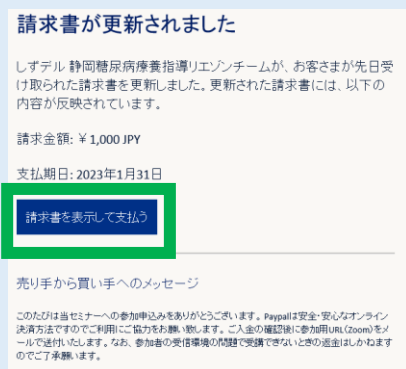 請求書が更新されました
しずデル 静岡糖尿病療養指導リエゾンチームが、お客さまが先日受
け取られた請求書を更新しました。更新された請求書には、以下の
内容が反映されています。
請求金額: ¥ 1,000 JPY
支払期日: 2023年1月31日
請求書を表示して支払う
売り手から買い手へのメッセージ
このたびは当セミナーへの参加申込みをありがとうございます。Paypalは安全・安心なオンライン
決済方法ですのでご利用にご協力をお願い致します。ご入金の確認後に参加用URL(Zoom)をメ
ールで送付いたします。なお、参加者の受信環境の問題で受講できないときの返金はしかねます
のでご了承願います。